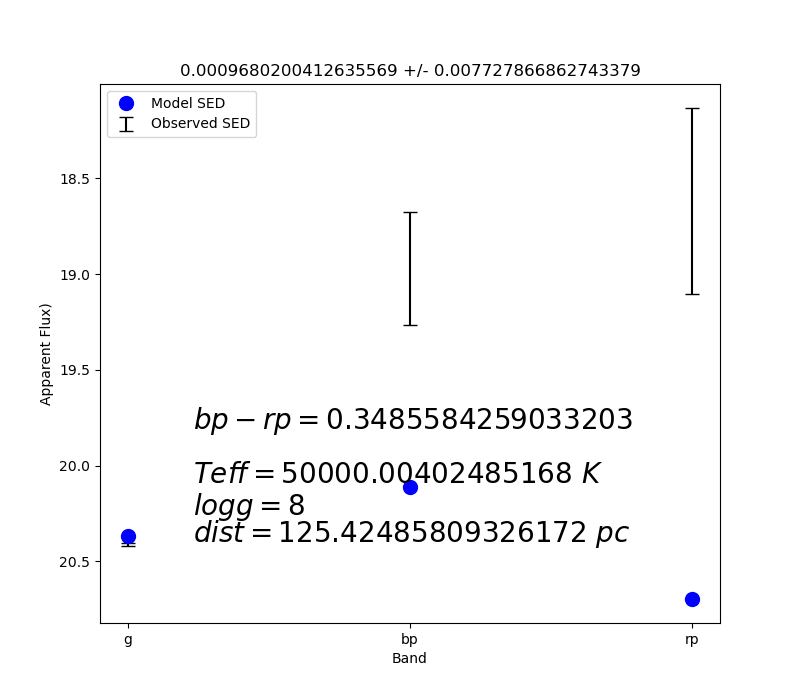 0.0009680200412635569 +/- 0.007727866862743379
Model SED
Observed SED
18.5
19.0
19.5
20.0
20.5
Apparent Flux)
bp − rp = 0.3485584259033203
Teff = 50000.00402485168 K
logg = 8
dist = 125.42485809326172 pc
g
bp
rp
Band